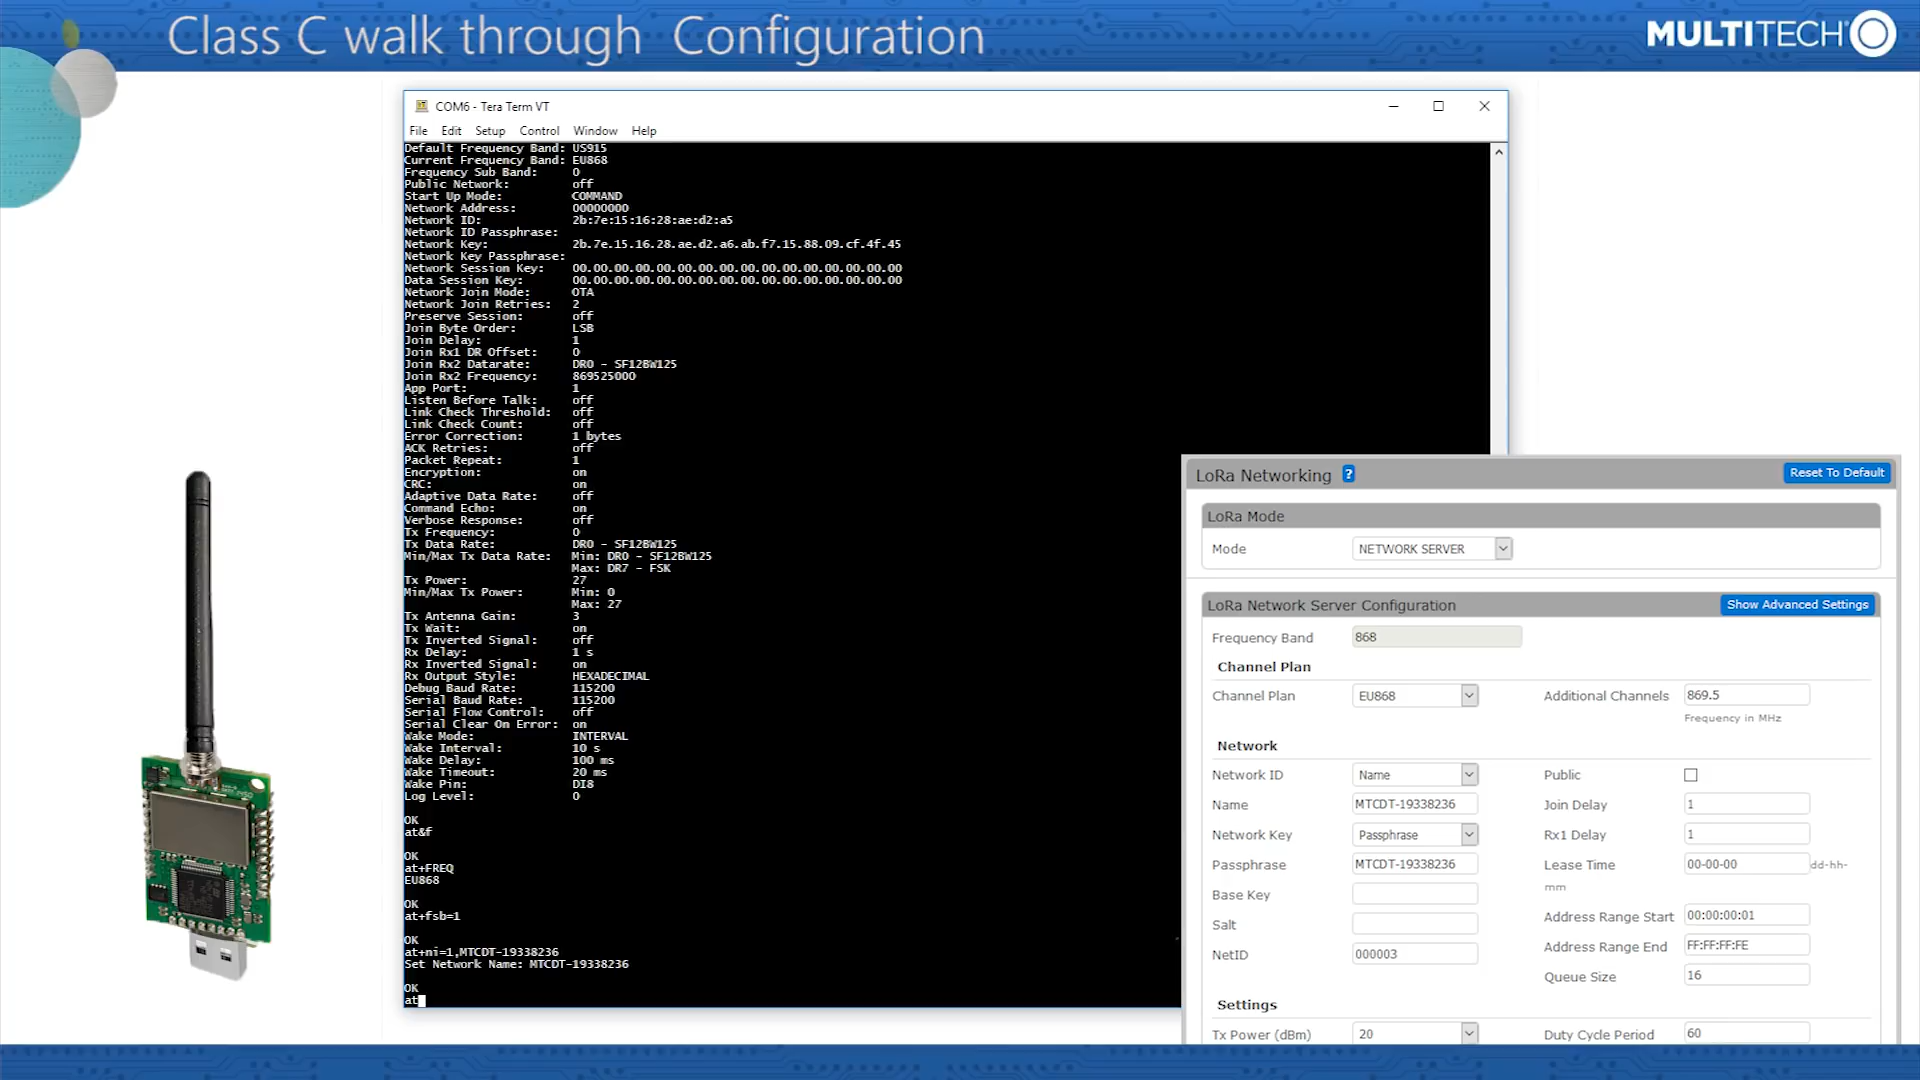 Class C walk through Configuration
MULTITECH
COM6 - Tera Term VT
File Edit Setup Control Window Help
Default Frequency Band: US915
Current Frequency Band: EU868
Frequency Sub Band: 0
Public Network: off
Start Up Mode: COMMAND
Network Address: 00000000
Network ID: 2b:7e:15:16:28:ae:d2:a5
Network ID Passphrase:
Network Key: 2b.7e.15.16.28.ae.d2.a6.ab.f7.15.88.09.cf.4f.45
Network Key Passphrase:
Network Session Key: 00.00.00.00.00.00.00.00.00.00.00.00.00.00.00.00
Data Session Key: 00.00.00.00.00.00.00.00.00.00.00.00.00.00.00.00
Network Join Mode: OTA
Network Join Retries: 2
Preserve Session: off
Join Byte Order: LSB
Join Delay: 1
Join Rx1 DR Offset: 0
Join Rx2 Datarate: DR0 - SF12BW125
Join Rx2 Frequency: 869525000
App Port: 1
Listen Before Talk: off
Link Check Threshold: off
Link Check Count: off
Error Correction: 1 bytes
ACK Retries: off
Packet Repeat: 1
Encryption: on
CRC: on
Adaptive Data Rate: off
Command Echo: on
Verbose Response: off
Tx Frequency: 0
Tx Data Rate: DR0 - SF12BW125
Min/Max Tx Data Rate: Min: DR0 - SF12BW125
Max: DR7 - FSK
Tx Power: 27
Min/Max Tx Power: Min: 0
Max: 27
Tx Antenna Gain: 3
Tx Wait: on
Tx Inverted Signal: off
Rx Delay: 1 s
Rx Inverted Signal: on
Rx Output Style: HEXADECIMAL
Debug Baud Rate: 115200
Serial Baud Rate: 115200
Serial Flow Control: off
Serial Clear On Error: on
Wake Mode: INTERVAL
Wake Interval: 10 s
Wake Delay: 100 ms
Wake Timeout: 20 ms
Wake Pin: DI8
Log Level: 0
OK
at&f
OK
at+FREQ
EU868
OK
at+fsb=1
OK
at+ni=1,MTCDT-19338236
Set Network Name: MTCDT-19338236
OK
at
LoRa Networking ? Reset To Default
LoRa Mode
Mode NETWORK SERVER
LoRa Network Server Configuration Show Advanced Settings
Frequency Band 868
Channel Plan
Channel Plan EU868 Additional Channels 869.5
Frequency in MHz
Network
Network ID Name Public
Name MTCDT-19338236 Join Delay 1
Network Key Passphrase Rx1 Delay 1
Passphrase MTCDT-19338236 Lease Time 00-00-00 dd-hh-
mm
Base Key
Salt Address Range Start 00:00:00:01
Address Range End FF:FF:FF:FE
NetID 000003
Queue Size 16
Settings
Tx Power (dBm) 20 Duty Cycle Period 60